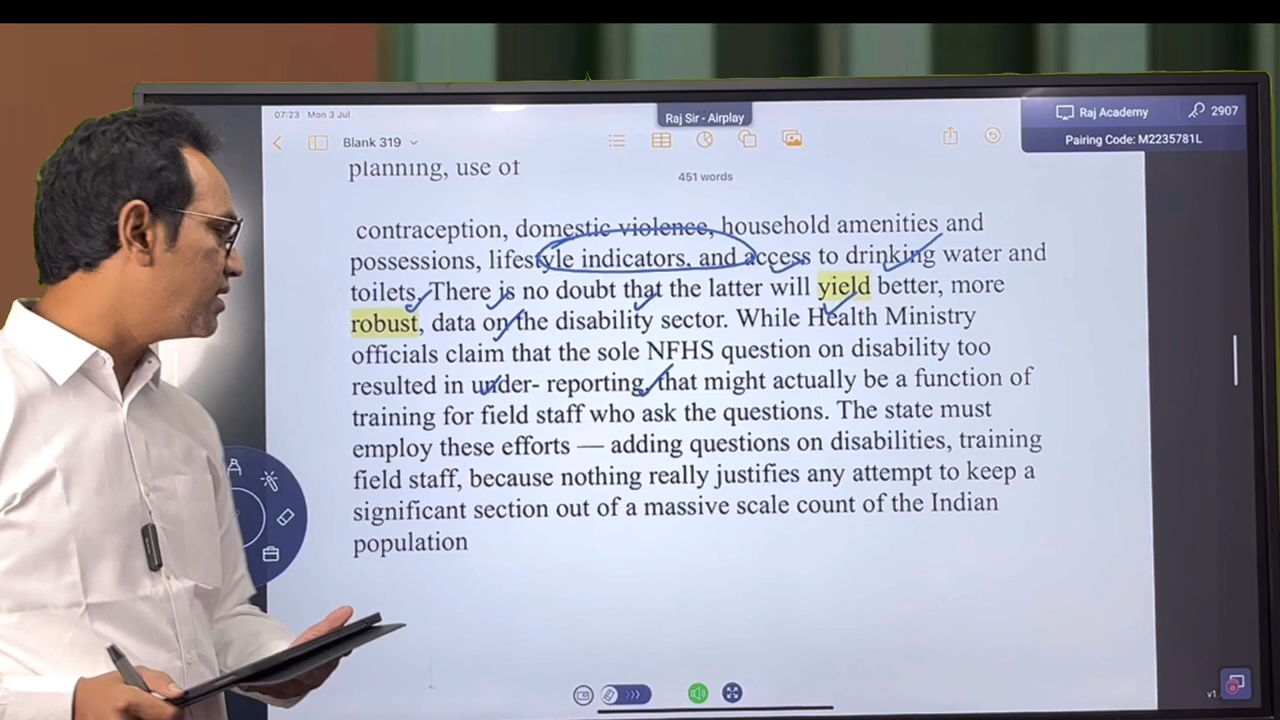 07:23 Mon 3 Jul
Raj Sir - Airplay
Raj Academy
2907
Pairing Code: M2235781L
Blank 319
451 words
planning, use of
contraception, domestic violence, household amenities and
possessions, lifestyle indicators, and access to drinking water and
toilets. There is no doubt that the latter will yield better, more
robust, data on the disability sector. While Health Ministry
officials claim that the sole NFHS question on disability too
resulted in under- reporting, that might actually be a function of
training for field staff who ask the questions. The state must
employ these efforts — adding questions on disabilities, training
field staff, because nothing really justifies any attempt to keep a
significant section out of a massive scale count of the Indian
population